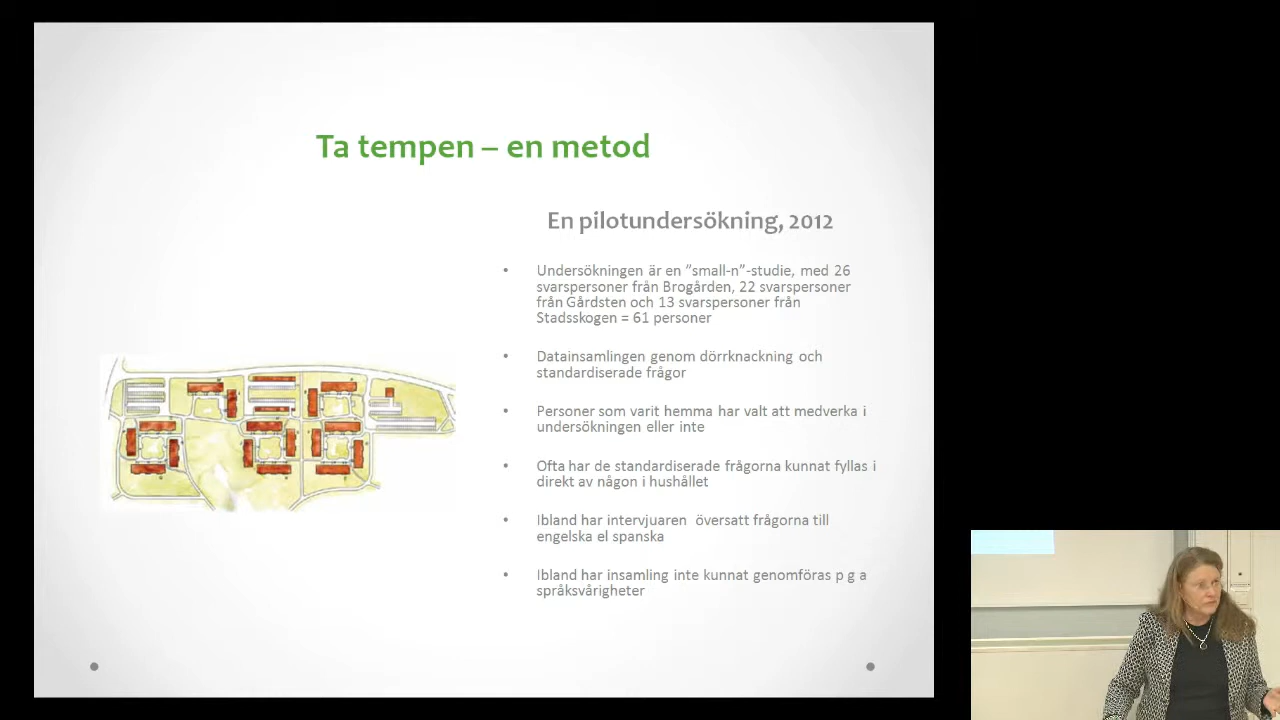 Ta tempen – en metod
En pilotundersökning, 2012
• Undersökningen är en ”small-n”-studie, med 26
svarspersoner från Brogården, 22 svarspersoner
från Gårdsten och 13 svarspersoner från
Stadsskogen = 61 personer
• Datainsamlingen genom dörrknackning och
standardiserade frågor
• Personer som varit hemma har valt att medverka i
undersökningen eller inte
• Ofta har de standardiserade frågorna kunnat fyllas i
direkt av någon i hushållet
• Ibland har intervjuaren översatt frågorna till
engelska el spanska
• Ibland har insamling inte kunnat genomföras p g a
språksvårigheter